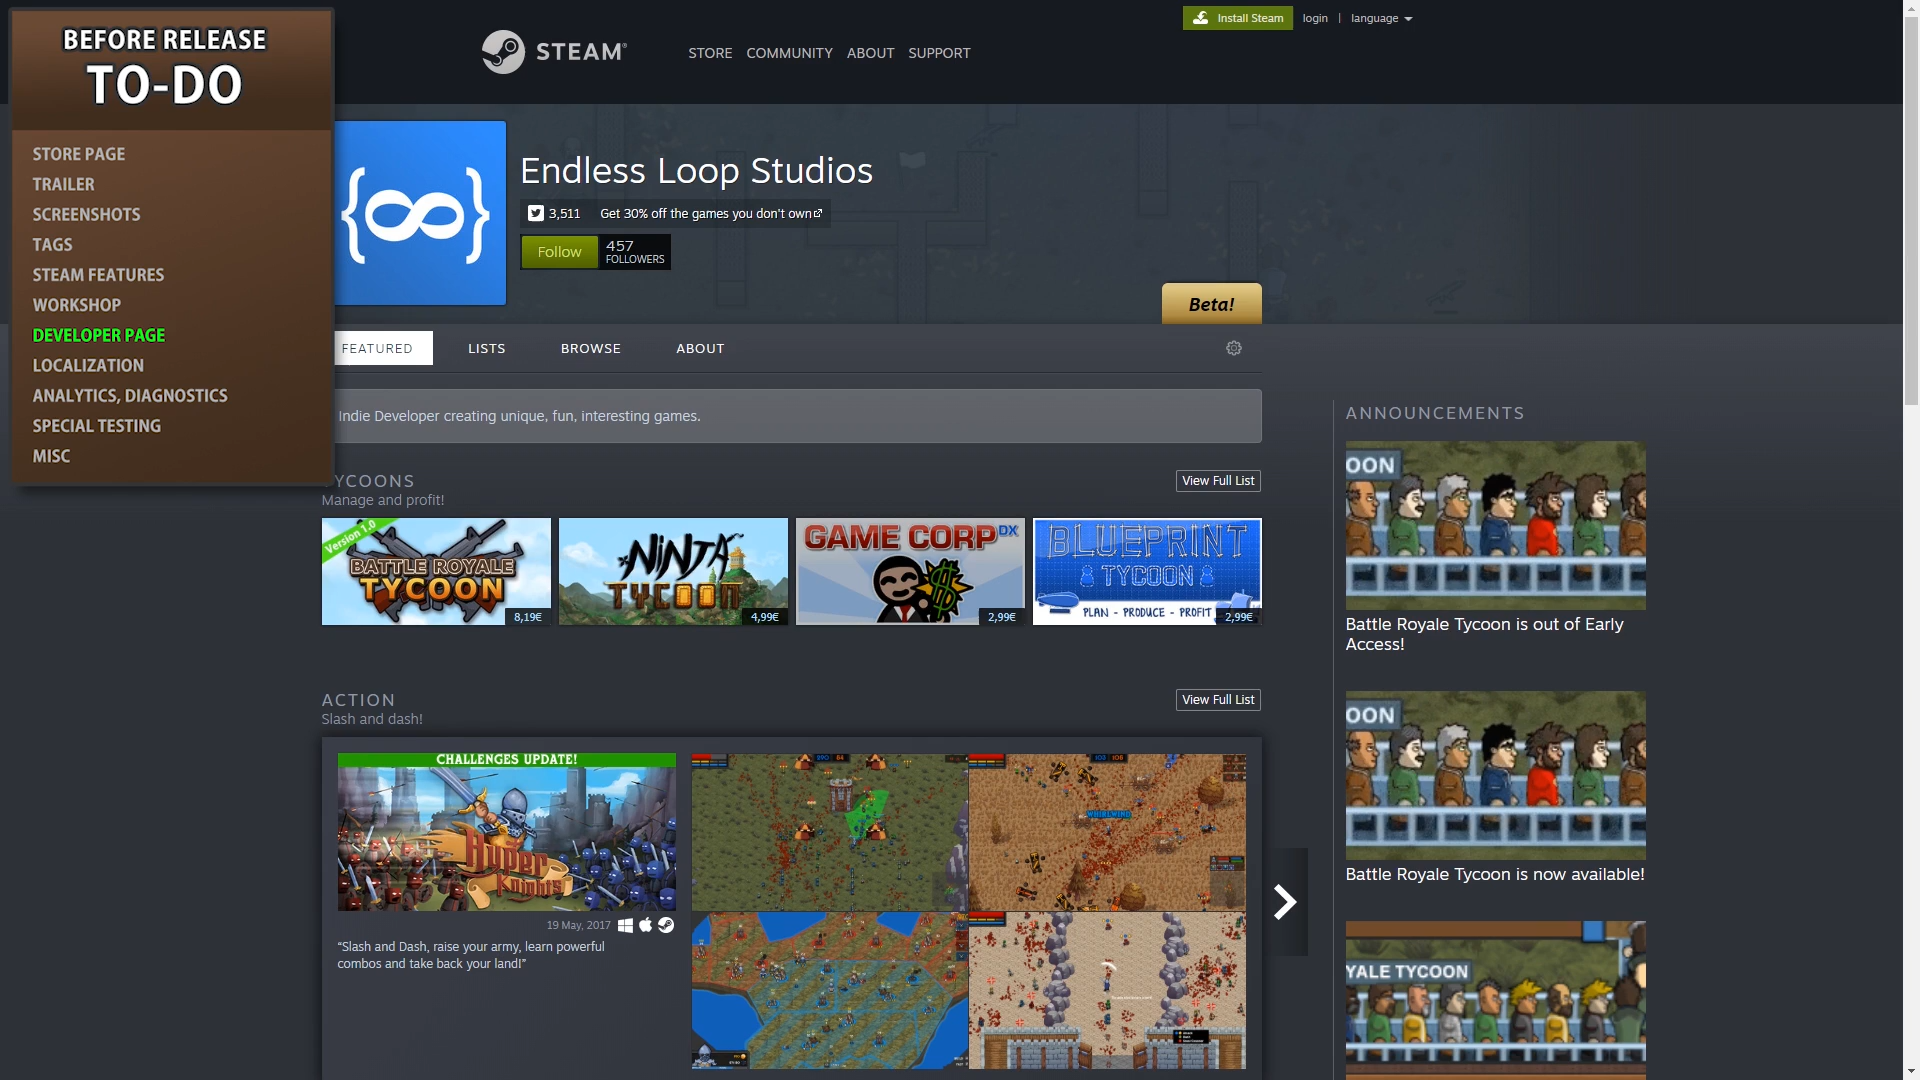 BEFORE RELEASE
TO-DO
STORE PAGE
TRAILER
SCREENSHOTS
TAGS
STEAM FEATURES
WORKSHOP
DEVELOPER PAGE
LOCALIZATION
ANALYTICS, DIAGNOSTICS
SPECIAL TESTING
MISC
Install Steam login | language
STEAM®
STORE COMMUNITY ABOUT SUPPORT
Endless Loop Studios
3,511 Get 30% off the games you don't own
Follow
457
FOLLOWERS
Beta!
FEATURED LISTS BROWSE ABOUT
Indie Developer creating unique, fun, interesting games.
YCOONS
View Full List
Manage and profit!
Version 1.0
BATTLE ROYALE
TYCOON
8,19€
NINJA
TYCOON
4,99€
GAME CORP DX
2,99€
BLUEPRINT
TYCOON
PLAN - PRODUCE - PROFIT
2,99€
ACTION
View Full List
Slash and dash!
CHALLENGES UPDATE!
Hyper
Knights
19 May, 2017
“Slash and Dash, raise your army, learn powerful
combos and take back your land!”
WHIRLWIND
ANNOUNCEMENTS
OON
Battle Royale Tycoon is out of Early
Access!
OON
Battle Royale Tycoon is now available!
YALE TYCOON